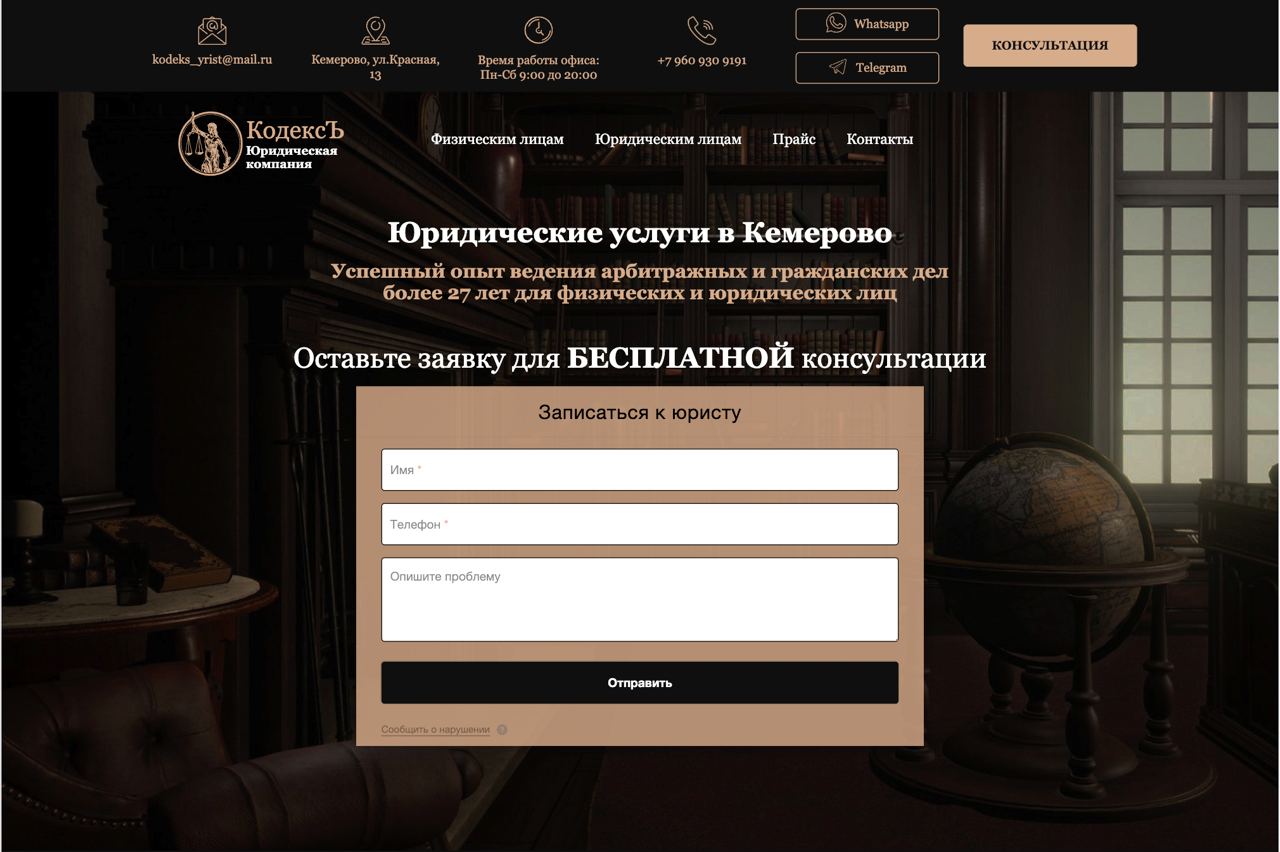 kodeks_yrist@mail.ru
Кемерово, ул.Красная,
13
Время работы офиса:
Пн-Сб 9:00 до 20:00
+7 960 930 9191
Whatsapp
Telegram
КОНСУЛЬТАЦИЯ
КодексЪ
Юридическая
компания
Физическим лицам
Юридическим лицам
Прайс
Контакты
Юридические услуги в Кемерово
Успешный опыт ведения арбитражных и гражданских дел
более 27 лет для физических и юридических лиц
Оставьте заявку для БЕСПЛАТНОЙ консультации
Записаться к юристу
Имя *
Телефон *
Опишите проблему
Отправить
Сообщить о нарушении ?